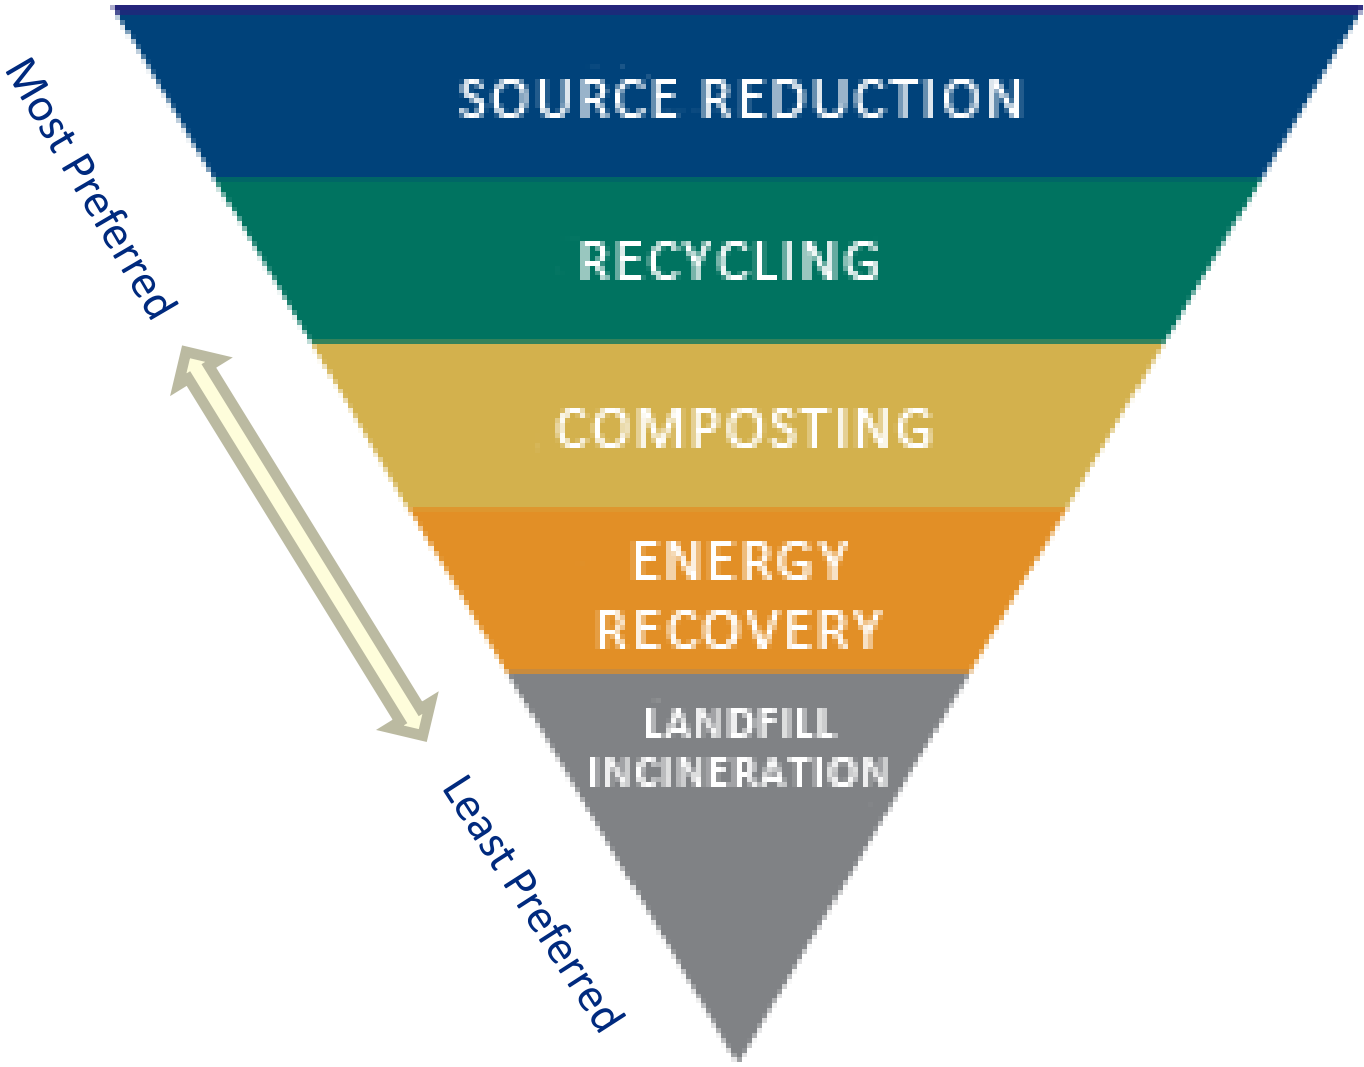 SOURCE REDUCTION
Most Preferred
RECYCLING
COMPOSTING
ENERGY
RECOVERY
LANDFILL
INCINERATION
Least Preferred